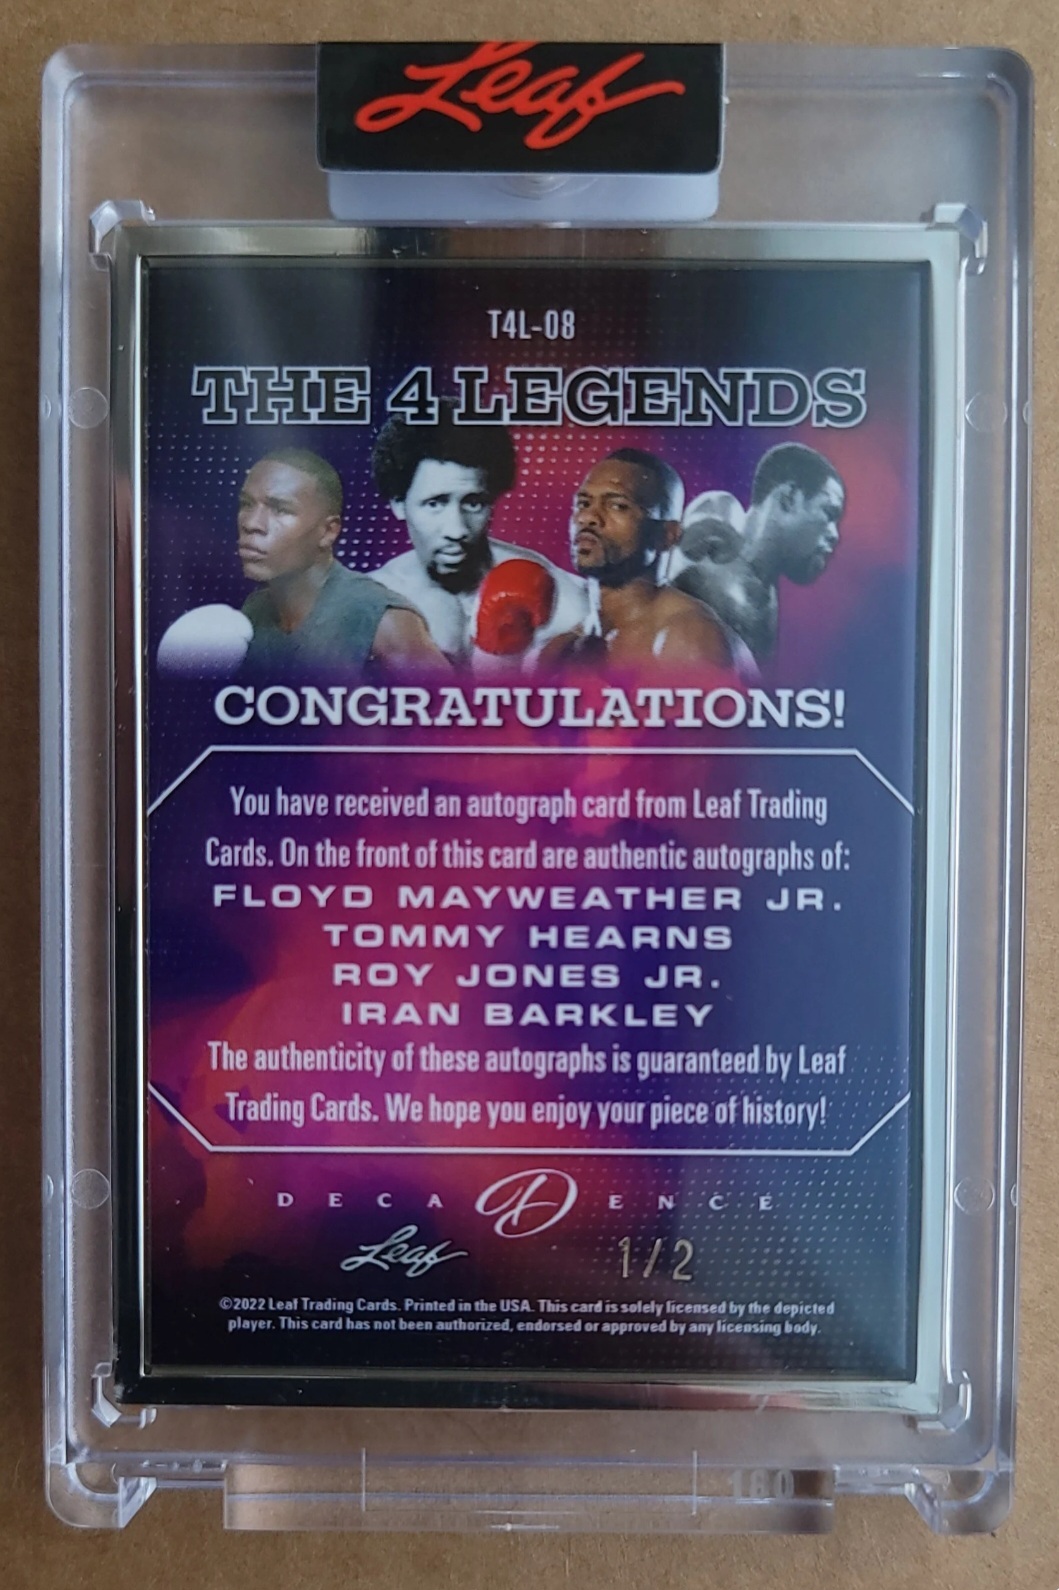 Leaf
T4L-08
THE 4 LEGENDS
CONGRATULATIONS!
You have received an autograph card from Leaf Trading
Cards. On the front of this card are authentic autographs of:
FLOYD MAYWEATHER JR.
TOMMY HEARNS
ROY JONES JR.
IRAN BARKLEY
The authenticity of these autographs is guaranteed by Leaf
Trading Cards. We hope you enjoy your piece of history!
DECA D ENCE
Leaf 1/2
©2022 Leaf Trading Cards. Printed in the USA. This card is solely licensed by the depicted
player. This card has not been authorized, endorsed or approved by any licensing body.
180